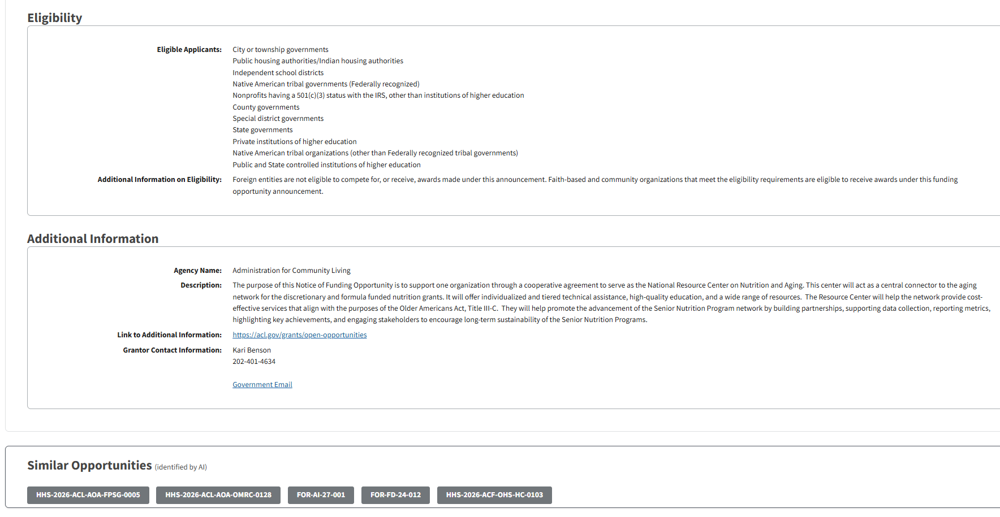 Eligibility
Eligible Applicants: City or township governments
Public housing authorities/Indian housing authorities
Independent school districts
Native American tribal governments (Federally recognized)
Nonprofits having a 501(c)(3) status with the IRS, other than institutions of higher education
County governments
Special district governments
State governments
Private institutions of higher education
Native American tribal organizations (other than Federally recognized tribal governments)
Public and State controlled institutions of higher education
Additional Information on Eligibility: Foreign entities are not eligible to compete for, or receive, awards made under this announcement. Faith-based and community organizations that meet the eligibility requirements are eligible to receive awards under this funding
opportunity announcement.
Additional Information
Agency Name: Administration for Community Living
Description: The purpose of this Notice of Funding Opportunity is to support one organization through a cooperative agreement to serve as the National Resource Center on Nutrition and Aging. This center will act as a central connector to the aging
network for the discretionary and formula funded nutrition grants. It will offer individualized and tiered technical assistance, high-quality education, and a wide range of resources. The Resource Center will help the network provide cost-
effective services that align with the purposes of the Older Americans Act, Title III-C. They will help promote the advancement of the Senior Nutrition Program network by building partnerships, supporting data collection, reporting metrics,
highlighting key achievements, and engaging stakeholders to encourage long-term sustainability of the Senior Nutrition Programs.
Link to Additional Information: https://acl.gov/grants/open-opportunities
Grantor Contact Information: Kari Benson
202-401-4634
Government Email
Similar Opportunities (identified by AI)
HHS-2026-ACL-AOA-FPSG-0005 HHS-2026-ACL-AOA-OMRC-0128 FOR-AI-27-001 FOR-FD-24-012 HHS-2026-ACF-OHS-HC-0103